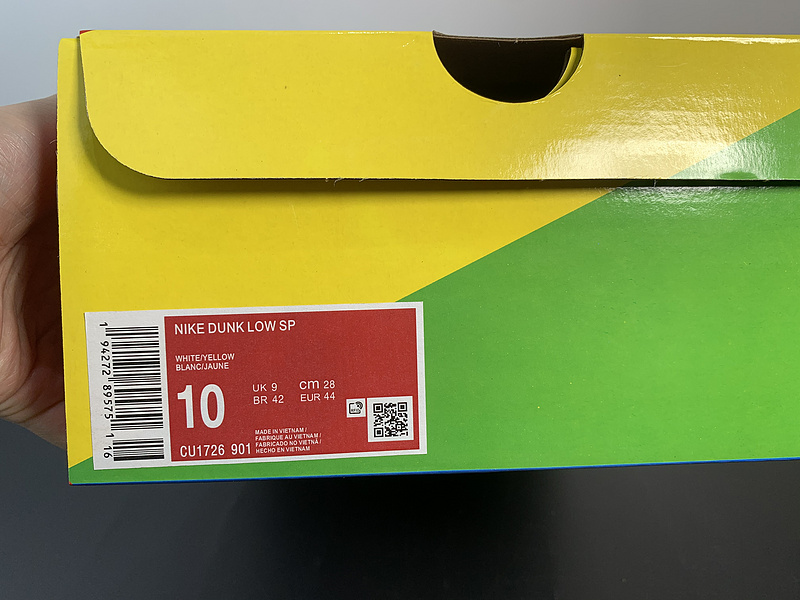 NIKE DUNK LOW SP
WHITE/YELLOW
BLANC/JAUNE
10
UK 9 cm 28
BR 42 EUR 44
CU1726 901
MADE IN VIETNAM /
FABRIQUE AU VIETNAM /
FABRICADO NO VIETNÃ /
HECHO EN VIETNAM
1 94272 89575 1 16